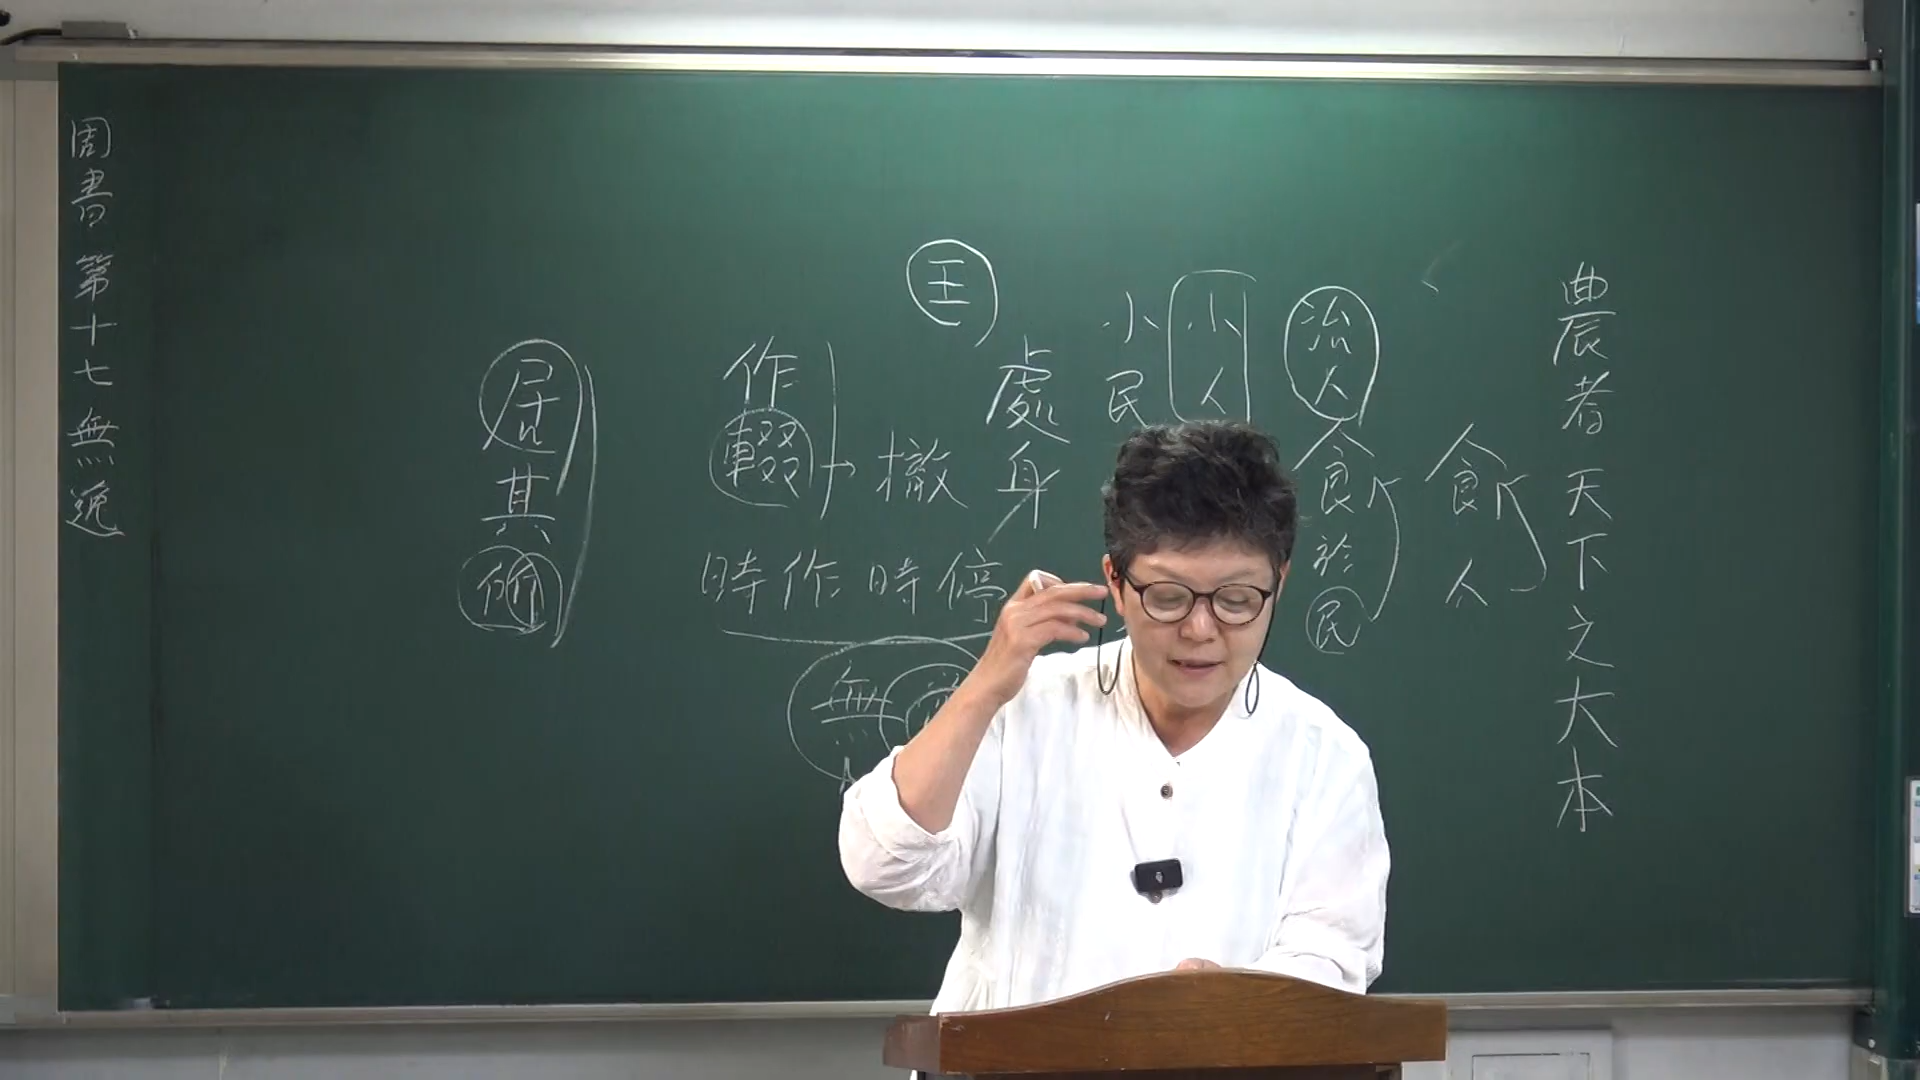 周書第十七無逸
農者天下之大本
食人
治人食於民
小人
小民
王
處身
撤
作輟
時作時停
無
居其所